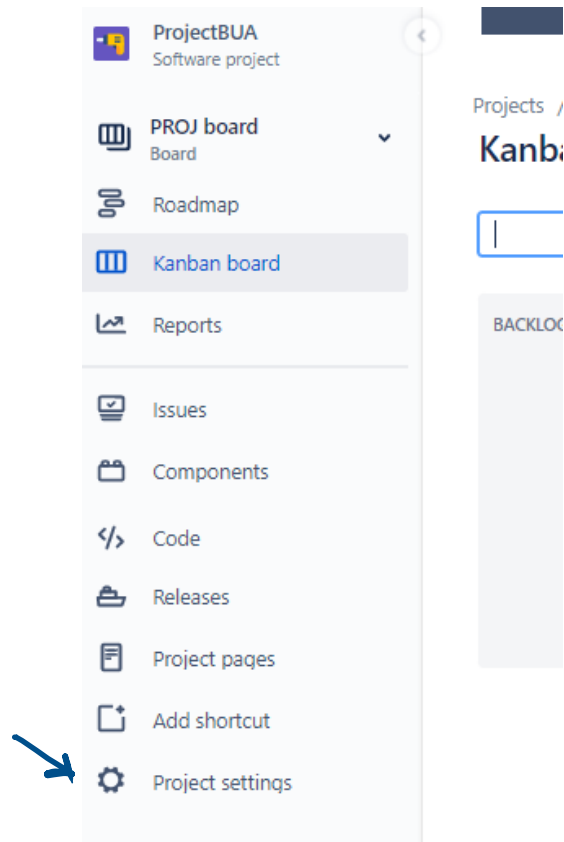 ProjectBUA
Software project
PROJ board
Board
Roadmap
Kanban board
Reports
Issues
Components
Code
Releases
Project pages
Add shortcut
Project settings
Projects /
Kanba
BACKLOG